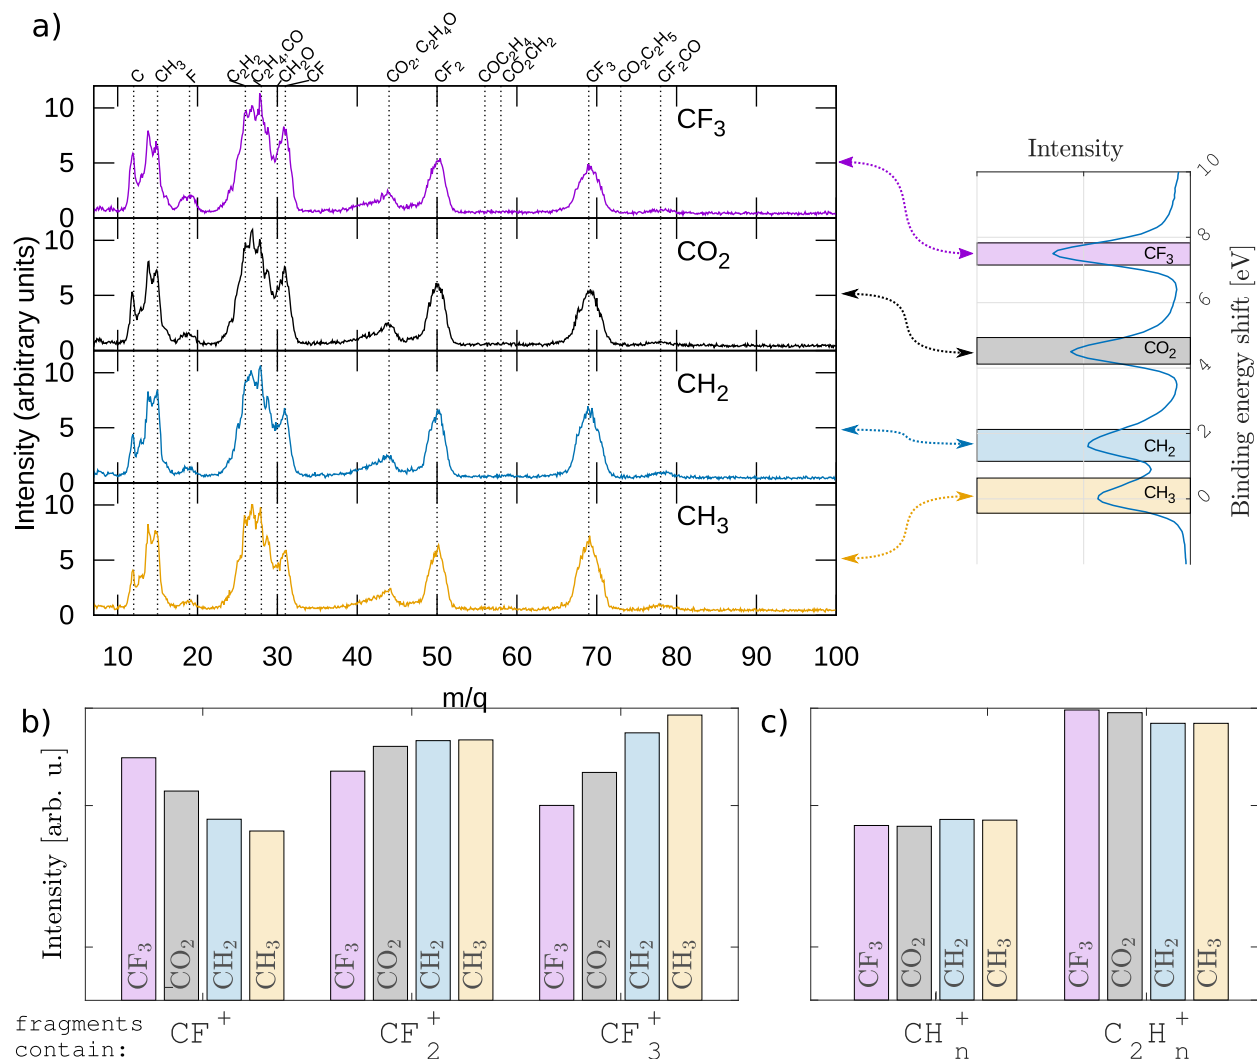 a)
C CH3 F C2H2 C2H4,CO CH2O CF CO2, C2H4O CF2 COC2H4 CO2CH2 CF3 CO2C2H5 CF2CO
Intensity (arbitrary units)
10
5
0
CF3
10
5
0
CO2
10
5
0
CH2
10
5
0
CH3
10 20 30 40 50 60 70 80 90 100
m/q
Intensity
10
8
6
4
2
0
CF3
CO2
CH2
CH3
Binding energy shift [eV]
b)
Intensity [arb. u.]
CF3 CO2 CH2 CH3 CF3 CO2 CH2 CH3 CF3 CO2 CH2 CH3
fragments
contain:
CF+ CF2+ CF3+
c)
CF3 CO2 CH2 CH3 CF3 CO2 CH2 CH3
CHn+ C2Hn+